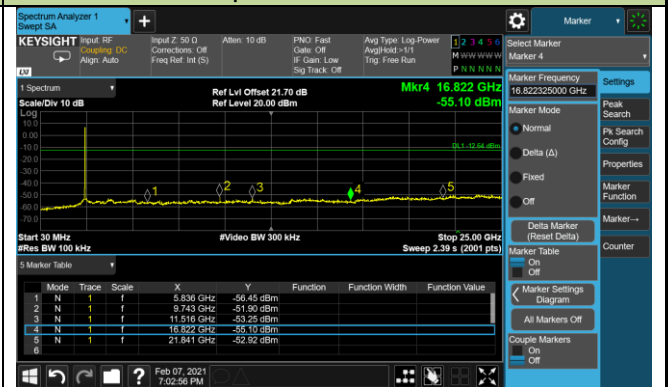 Spectrum Analyzer 1
Swept SA
Marker
KEYSIGHT
Input: RF
Coupling: DC
Align: Auto
Input Z: 50 Ω
Corrections: Off
Freq Ref: Int (S)
Atten: 10 dB
PNO: Fast
Gate: Off
IF Gain: Low
Sig Track: Off
Avg Type: Log-Power
Avg|Hold:>1/1
Trig: Free Run
1 2 3 4 5 6
M W W W W W
P N N N N N
LXI
Select Marker
Marker 4
1 Spectrum
Scale/Div 10 dB
Ref Lvl Offset 21.70 dB
Ref Level 20.00 dBm
Mkr4 16.822 GHz
-55.10 dBm
Log
10.0
0.00
-10.0
-20.0
-30.0
-40.0
-50.0
-60.0
-70.0
DL1 -12.64 dBm
1
2
3
4
5
Start 30 MHz
#Res BW 100 kHz
#Video BW 300 kHz
Stop 25.00 GHz
Sweep 2.39 s (2001 pts)
5 Marker Table
Mode Trace Scale X Y Function Function Width Function Value
1 N 1 f 5.836 GHz -56.45 dBm
2 N 1 f 9.743 GHz -51.90 dBm
3 N 1 f 11.516 GHz -53.25 dBm
4 N 1 f 16.822 GHz -55.10 dBm
5 N 1 f 21.841 GHz -52.92 dBm
6
Marker Frequency
16.822325000 GHz
Marker Mode
Normal
Delta (Δ)
Fixed
Off
Delta Marker
(Reset Delta)
Marker Table
On
Off
Marker Settings
Diagram
All Markers Off
Couple Markers
On
Off
Settings
Peak
Search
Pk Search
Config
Properties
Marker
Function
Marker→
Counter
?
Feb 07, 2021
7:02:56 PM